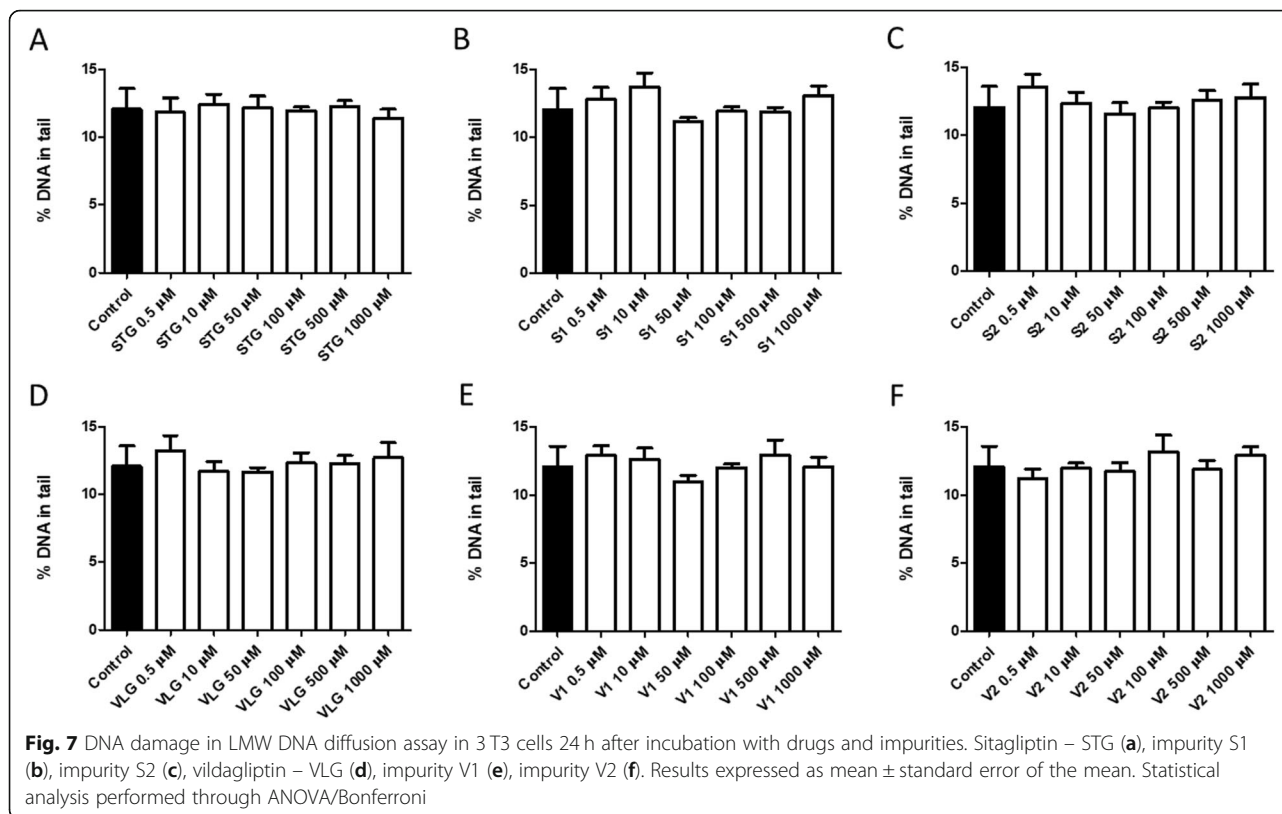 A
% DNA in tail
15
10
5
0
Control
STG 0.5 µM
STG 10 µM
STG 50 µM
STG 100 µM
STG 500 µM
STG 1000 µM
B
% DNA in tail
15
10
5
0
Control
S1 0.5 µM
S1 10 µM
S1 50 µM
S1 100 µM
S1 500 µM
S1 1000 µM
C
% DNA in tail
15
10
5
0
Control
S2 0.5 µM
S2 10 µM
S2 50 µM
S2 100 µM
S2 500 µM
S2 1000 µM
D
% DNA in tail
15
10
5
0
Control
VLG 0.5 µM
VLG 10 µM
VLG 50 µM
VLG 100 µM
VLG 500 µM
VLG 1000 µM
E
% DNA in tail
15
10
5
0
Control
V1 0.5 µM
V1 10 µM
V1 50 µM
V1 100 µM
V1 500 µM
V1 1000 µM
F
% DNA in tail
15
10
5
0
Control
V2 0.5 µM
V2 10 µM
V2 50 µM
V2 100 µM
V2 500 µM
V2 1000 µM
Fig. 7 DNA damage in LMW DNA diffusion assay in 3 T3 cells 24 h after incubation with drugs and impurities. Sitagliptin – STG (a), impurity S1
(b), impurity S2 (c), vildagliptin – VLG (d), impurity V1 (e), impurity V2 (f). Results expressed as mean ± standard error of the mean. Statistical
analysis performed through ANOVA/Bonferroni